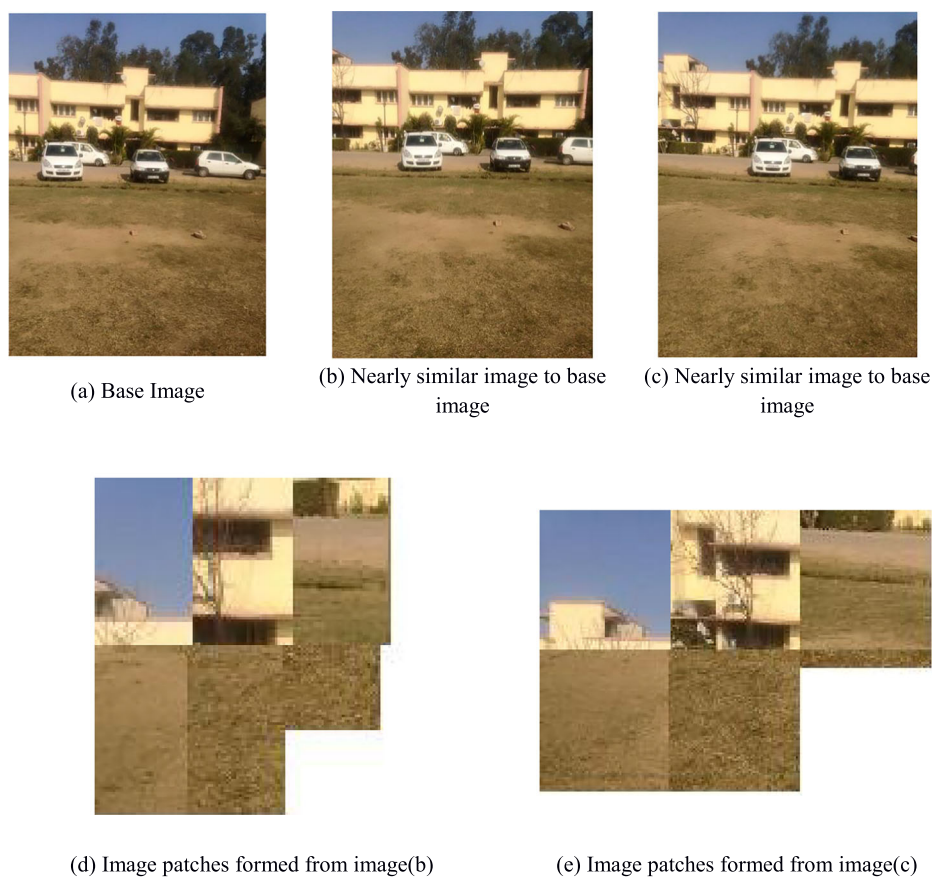 (a) Base Image
(b) Nearly similar image to base
image
(c) Nearly similar image to base
image
(d) Image patches formed from image(b)
(e) Image patches formed from image(c)